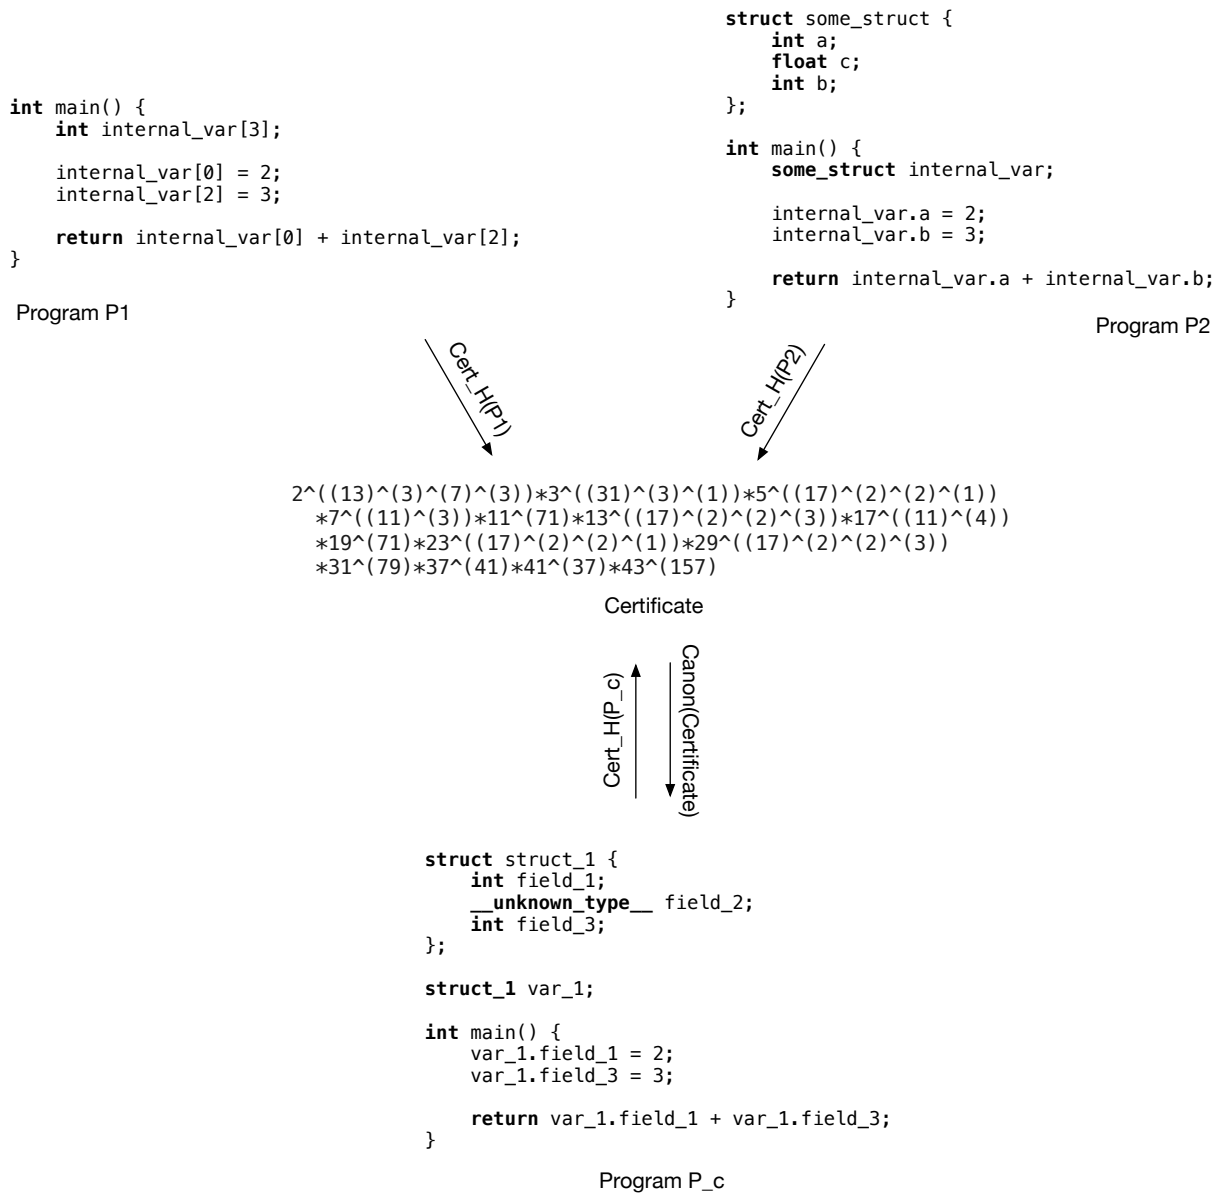 int main() {
    int internal_var[3];
    internal_var[0] = 2;
    internal_var[2] = 3;
    return internal_var[0] + internal_var[2];
}
Program P1
struct some_struct {
    int a;
    float c;
    int b;
};
int main() {
    some_struct internal_var;
    internal_var.a = 2;
    internal_var.b = 3;
    return internal_var.a + internal_var.b;
}
Program P2
Cert_H(P1)
Cert_H(P2)
2^((13)^(3)^(7)^(3))*3^((31)^(3)^(1))*5^((17)^(2)^(2)^(1))
  *7^((11)^(3))*11^(71)*13^((17)^(2)^(2)^(3))*17^((11)^(4))
  *19^(71)*23^((17)^(2)^(2)^(1))*29^((17)^(2)^(2)^(3))
  *31^(79)*37^(41)*41^(37)*43^(157)
Certificate
Cert_H(P_c)
Canon(Certificate)
struct struct_1 {
    int field_1;
    __unknown_type__ field_2;
    int field_3;
};
struct_1 var_1;
int main() {
    var_1.field_1 = 2;
    var_1.field_3 = 3;
    return var_1.field_1 + var_1.field_3;
}
Program P_c